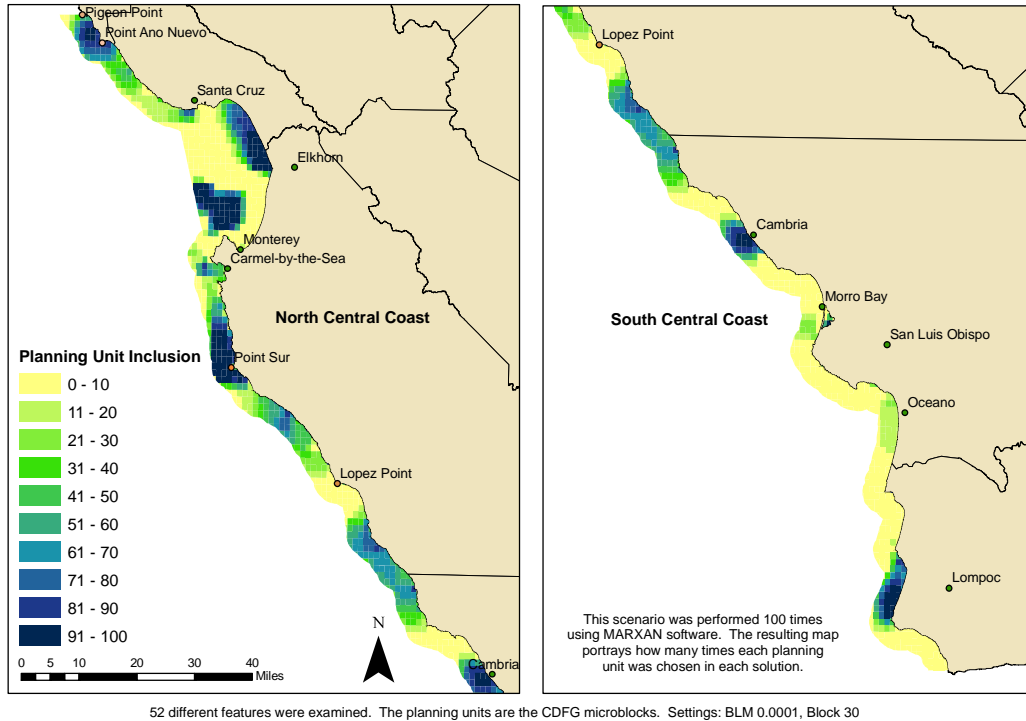 Pigeon Point
Point Ano Nuevo
Santa Cruz
Elkhorn
Monterey
Carmel-by-the-Sea
North Central Coast
Point Sur
Lopez Point
Cambria
Planning Unit Inclusion
0 - 10
11 - 20
21 - 30
31 - 40
41 - 50
51 - 60
61 - 70
71 - 80
81 - 90
91 - 100
0 5 10 20 30 40
Miles
N
Lopez Point
Cambria
Morro Bay
South Central Coast
San Luis Obispo
Oceano
Lompoc
This scenario was performed 100 times
using MARXAN software. The resulting map
portrays how many times each planning
unit was chosen in each solution.
52 different features were examined. The planning units are the CDFG microblocks. Settings: BLM 0.0001, Block 30